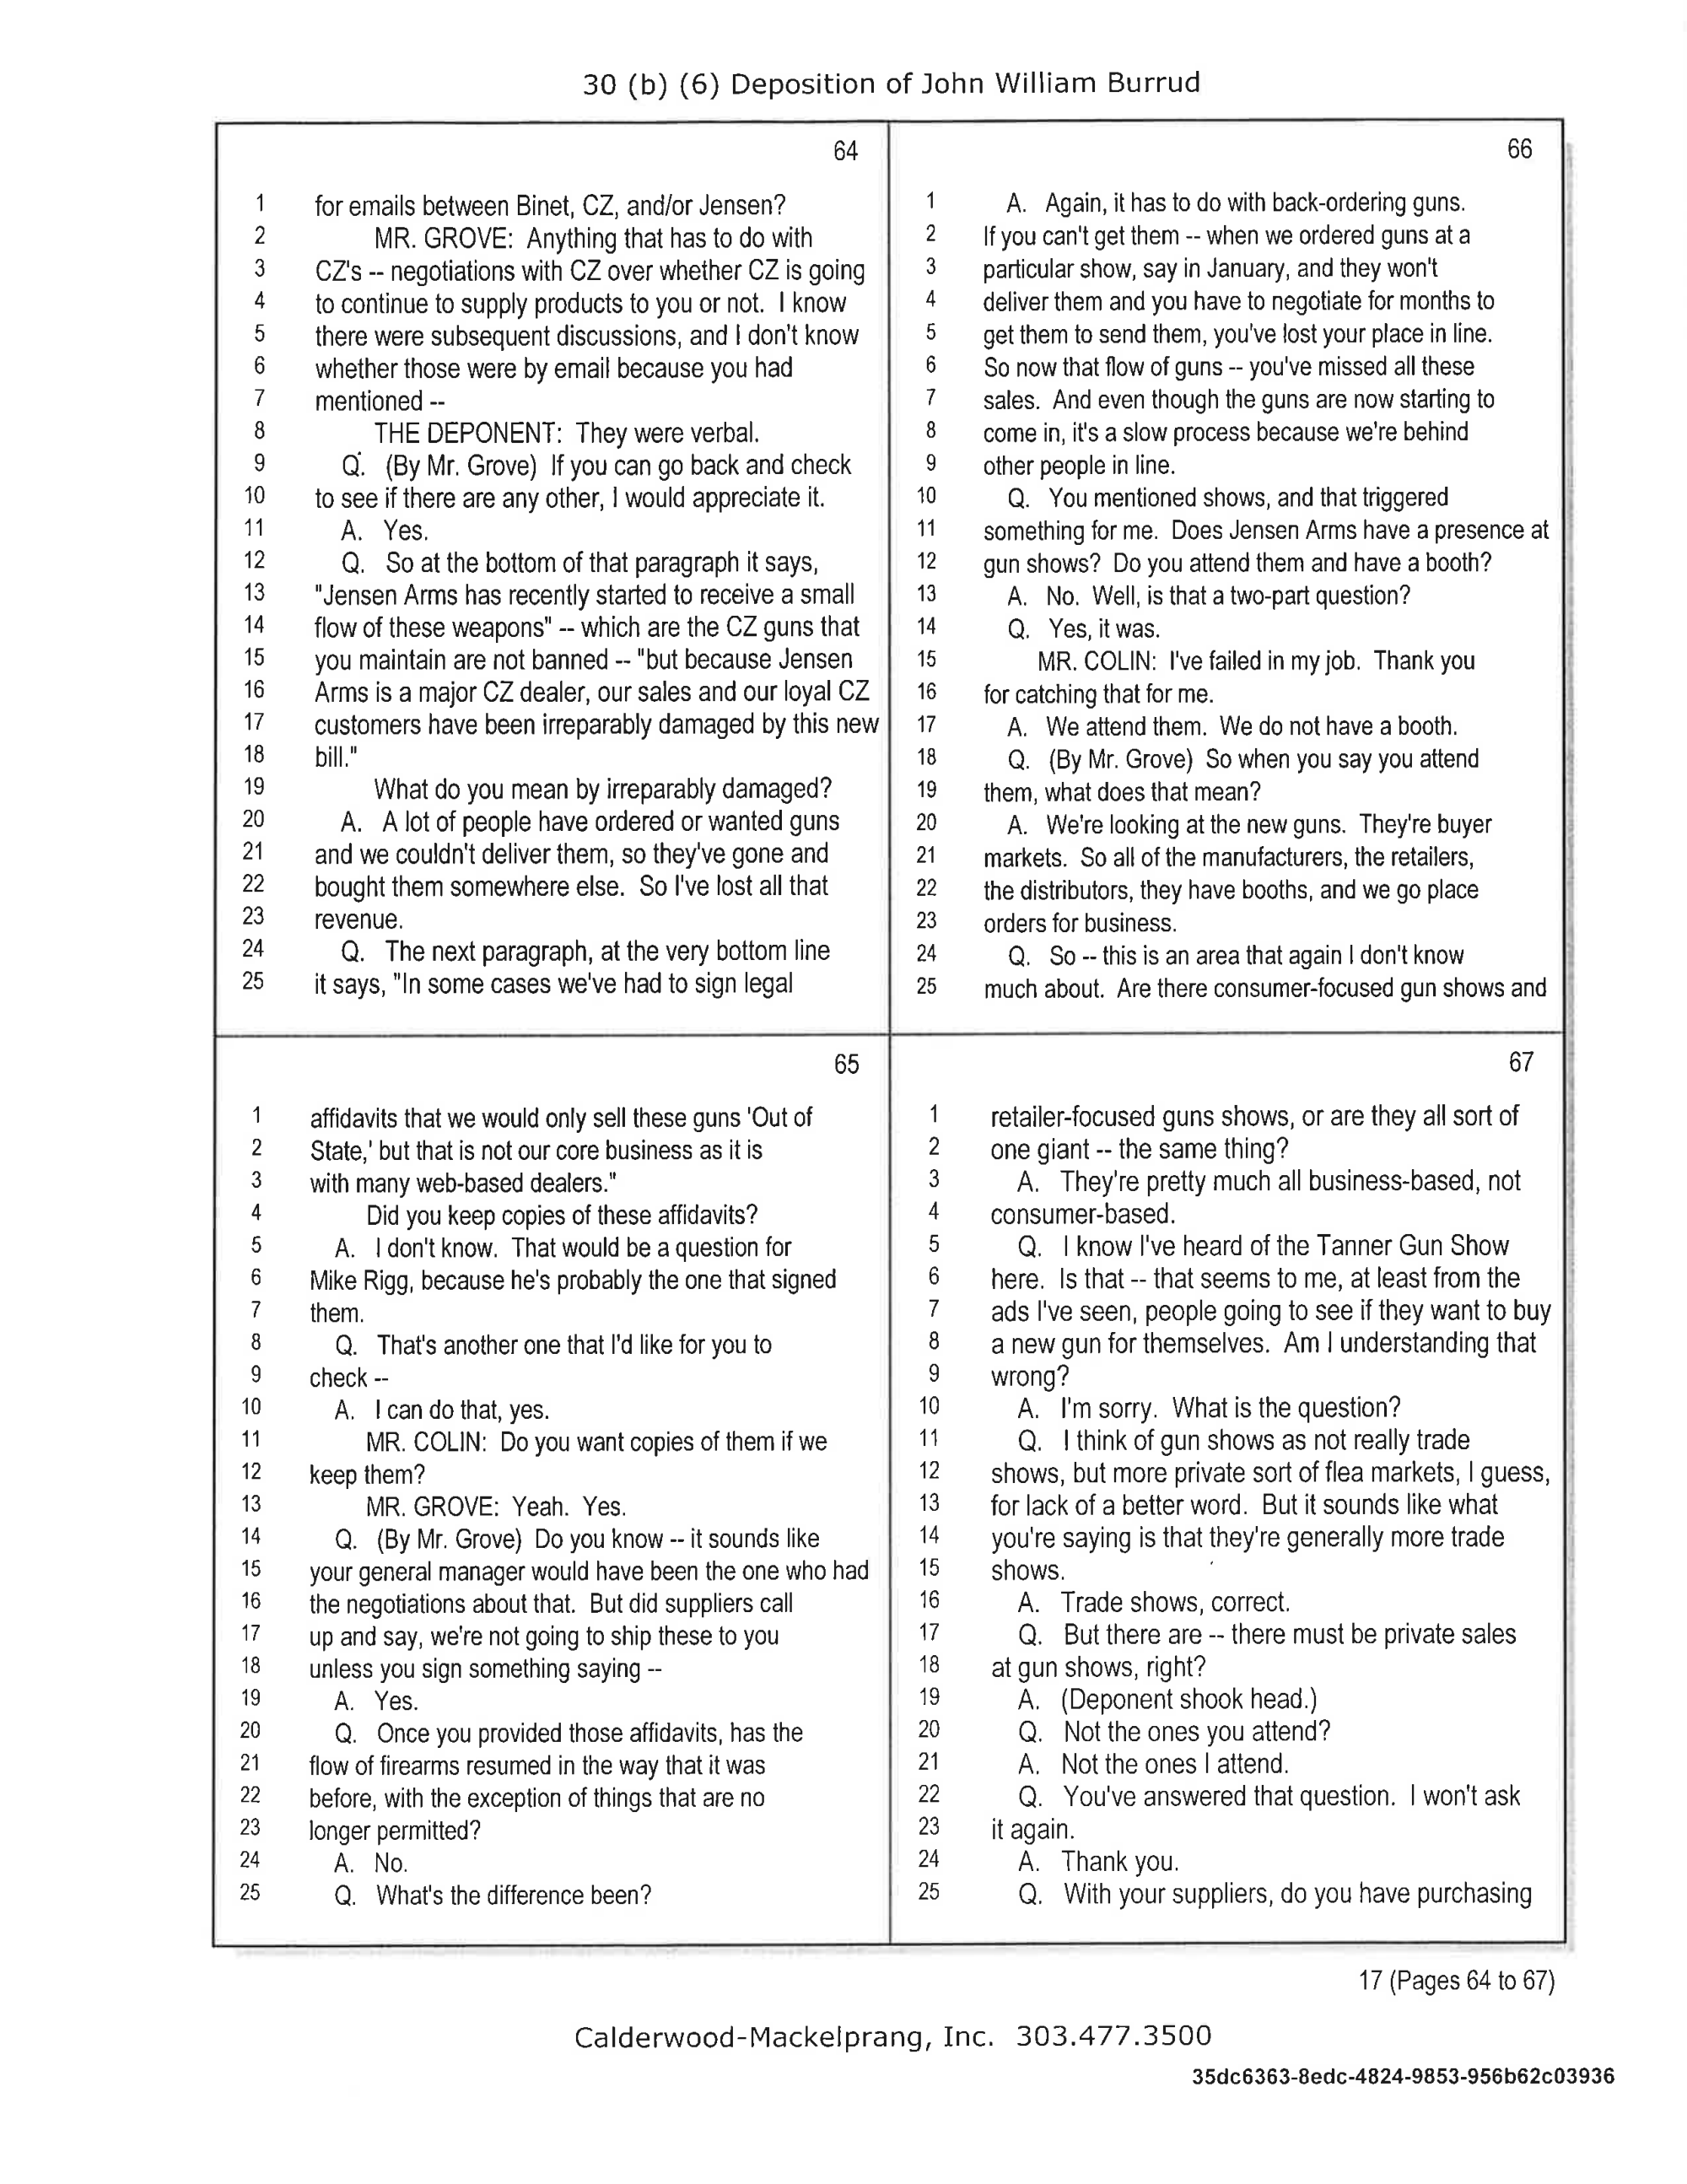 30 (b) (6) Deposition of John William Burrud
64
1 for emails between Binet, CZ, and/or Jensen?
2 MR. GROVE: Anything that has to do with
3 CZ's -- negotiations with CZ over whether CZ is going
4 to continue to supply products to you or not. I know
5 there were subsequent discussions, and I don't know
6 whether those were by email because you had
7 mentioned --
8 THE DEPONENT: They were verbal.
9 Q. (By Mr. Grove) If you can go back and check
10 to see if there are any other, I would appreciate it.
11 A. Yes.
12 Q. So at the bottom of that paragraph it says,
13 "Jensen Arms has recently started to receive a small
14 flow of these weapons" -- which are the CZ guns that
15 you maintain are not banned -- "but because Jensen
16 Arms is a major CZ dealer, our sales and our loyal CZ
17 customers have been irreparably damaged by this new
18 bill."
19 What do you mean by irreparably damaged?
20 A. A lot of people have ordered or wanted guns
21 and we couldn't deliver them, so they've gone and
22 bought them somewhere else. So I've lost all that
23 revenue.
24 Q. The next paragraph, at the very bottom line
25 it says, "In some cases we've had to sign legal
65
1 affidavits that we would only sell these guns 'Out of
2 State,' but that is not our core business as it is
3 with many web-based dealers."
4 Did you keep copies of these affidavits?
5 A. I don't know. That would be a question for
6 Mike Rigg, because he's probably the one that signed
7 them.
8 Q. That's another one that I'd like for you to
9 check --
10 A. I can do that, yes.
11 MR. COLIN: Do you want copies of them if we
12 keep them?
13 MR. GROVE: Yeah. Yes.
14 Q. (By Mr. Grove) Do you know -- it sounds like
15 your general manager would have been the one who had
16 the negotiations about that. But did suppliers call
17 up and say, we're not going to ship these to you
18 unless you sign something saying --
19 A. Yes.
20 Q. Once you provided those affidavits, has the
21 flow of firearms resumed in the way that it was
22 before, with the exception of things that are no
23 longer permitted?
24 A. No.
25 Q. What's the difference been?
66
1 A. Again, it has to do with back-ordering guns.
2 If you can't get them -- when we ordered guns at a
3 particular show, say in January, and they won't
4 deliver them and you have to negotiate for months to
5 get them to send them, you've lost your place in line.
6 So now that flow of guns -- you've missed all these
7 sales. And even though the guns are now starting to
8 come in, it's a slow process because we're behind
9 other people in line.
10 Q. You mentioned shows, and that triggered
11 something for me. Does Jensen Arms have a presence at
12 gun shows? Do you attend them and have a booth?
13 A. No. Well, is that a two-part question?
14 Q. Yes, it was.
15 MR. COLIN: I've failed in my job. Thank you
16 for catching that for me.
17 A. We attend them. We do not have a booth.
18 Q. (By Mr. Grove) So when you say you attend
19 them, what does that mean?
20 A. We're looking at the new guns. They're buyer
21 markets. So all of the manufacturers, the retailers,
22 the distributors, they have booths, and we go place
23 orders for business.
24 Q. So -- this is an area that again I don't know
25 much about. Are there consumer-focused gun shows and
67
1 retailer-focused guns shows, or are they all sort of
2 one giant -- the same thing?
3 A. They're pretty much all business-based, not
4 consumer-based.
5 Q. I know I've heard of the Tanner Gun Show
6 here. Is that -- that seems to me, at least from the
7 ads I've seen, people going to see if they want to buy
8 a new gun for themselves. Am I understanding that
9 wrong?
10 A. I'm sorry. What is the question?
11 Q. I think of gun shows as not really trade
12 shows, but more private sort of flea markets, I guess,
13 for lack of a better word. But it sounds like what
14 you're saying is that they're generally more trade
15 shows.
16 A. Trade shows, correct.
17 Q. But there are -- there must be private sales
18 at gun shows, right?
19 A. (Deponent shook head.)
20 Q. Not the ones you attend?
21 A. Not the ones I attend.
22 Q. You've answered that question. I won't ask
23 it again.
24 A. Thank you.
25 Q. With your suppliers, do you have purchasing
17 (Pages 64 to 67)
Calderwood-Mackelprang, Inc. 303.477.3500
35dc6363-8edc-4824-9853-956b62c03936